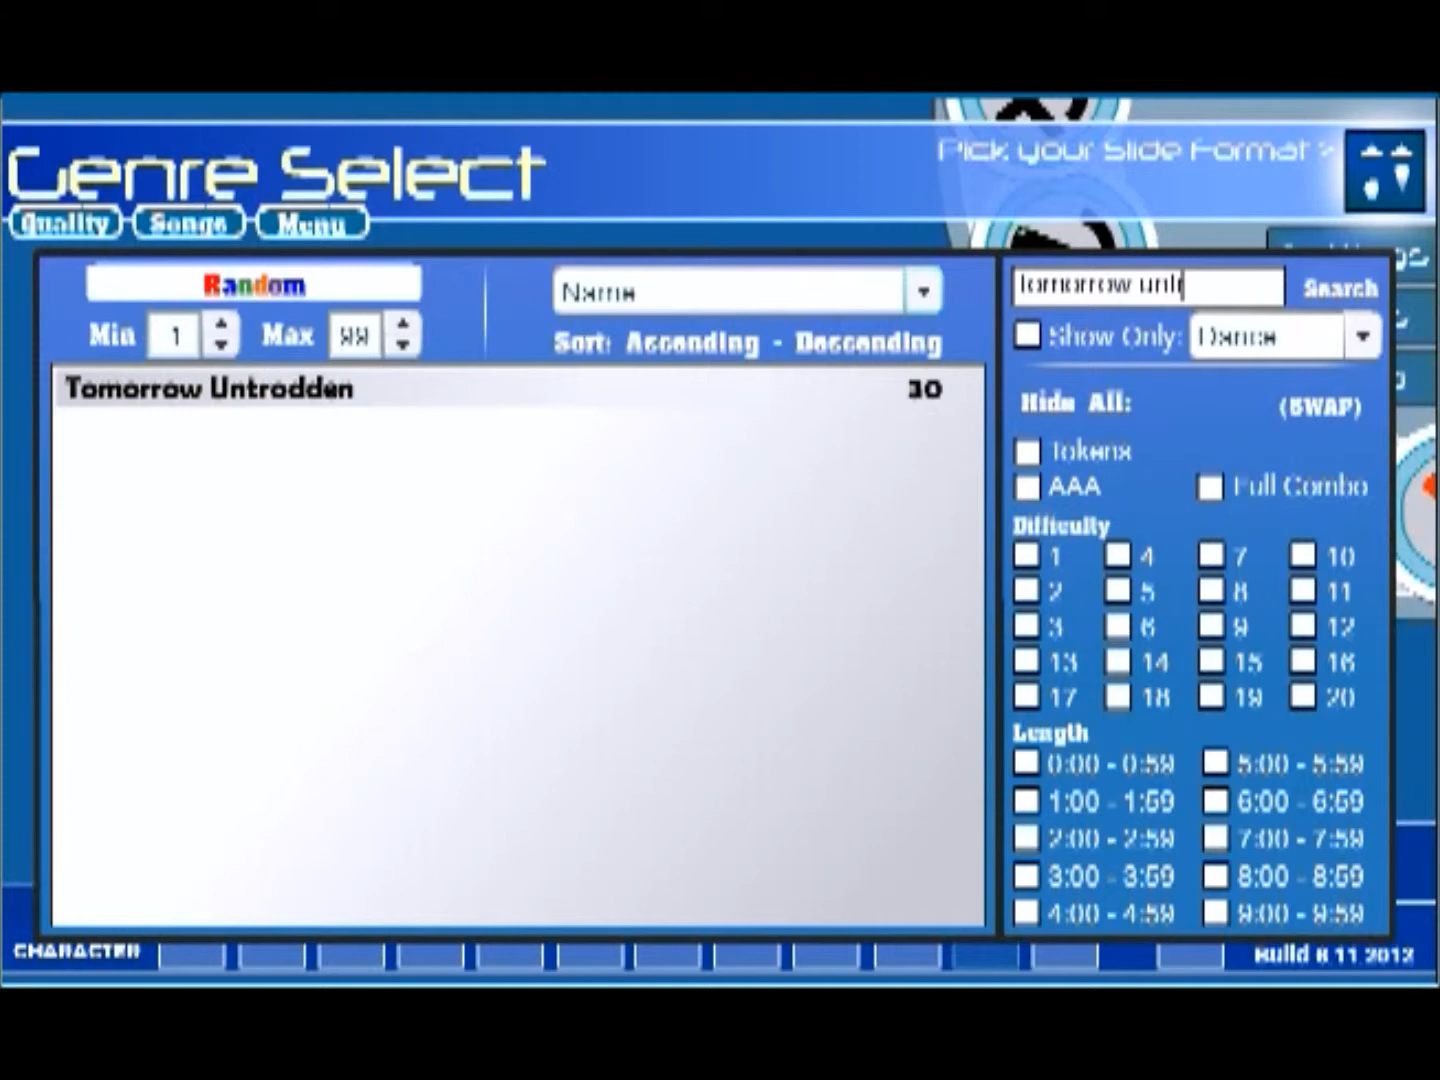 Genre Select
Pick your Slide Format >
Quality Songs Menu
Random
Min 1 Max 99
Name
Sort: Ascending - Descending
Tomorrow Untrodden 10
tomorrow untr
Search
Show Only: Dance
Hide All: (SWAP)
Tokens
AAA Full Combo
Difficulty
1 4 7 10
2 5 8 11
3 6 9 12
13 14 15 16
17 18 19 20
Length
0:00 - 0:59 5:00 - 5:59
1:00 - 1:59 6:00 - 6:59
2:00 - 2:59 7:00 - 7:59
3:00 - 3:59 8:00 - 8:59
4:00 - 4:59 9:00 - 9:59
CHARACTER
Build 8 11 2012